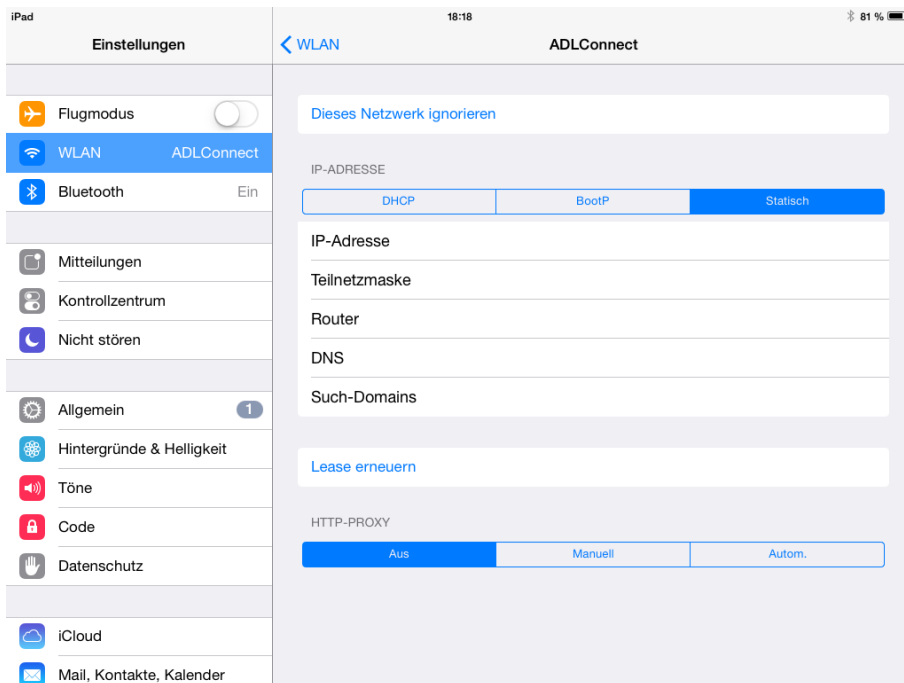 iPad 18:18 81 %
Einstellungen
WLAN ADLConnect
Flugmodus
WLAN ADLConnect
Bluetooth Ein
Mitteilungen
Kontrollzentrum
Nicht stören
Allgemein 1
Hintergründe & Helligkeit
Töne
Code
Datenschutz
iCloud
Mail, Kontakte, Kalender
Dieses Netzwerk ignorieren
IP-ADRESSE
DHCP BootP Statisch
IP-Adresse
Teilnetzmaske
Router
DNS
Such-Domains
Lease erneuern
HTTP-PROXY
Aus Manuell Autom.